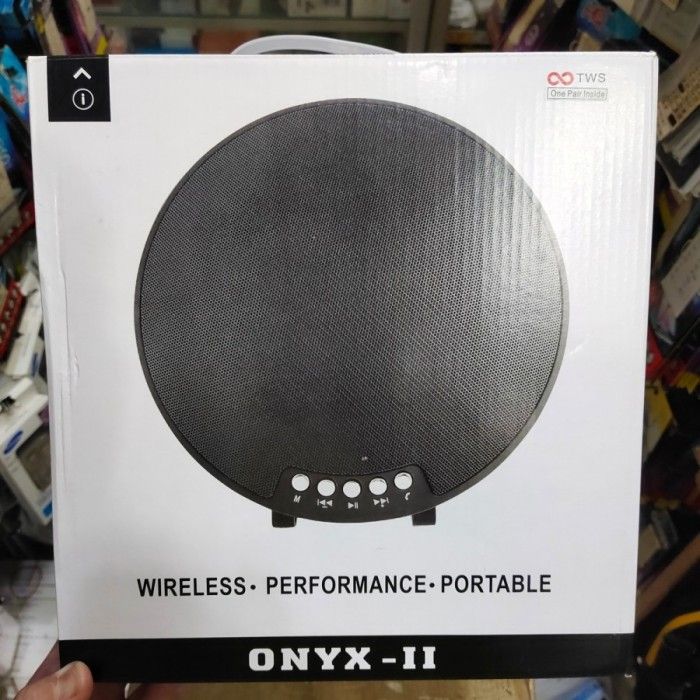 TWS
One Pair Inside
M
WIRELESS• PERFORMANCE•PORTABLE
ONYX-II